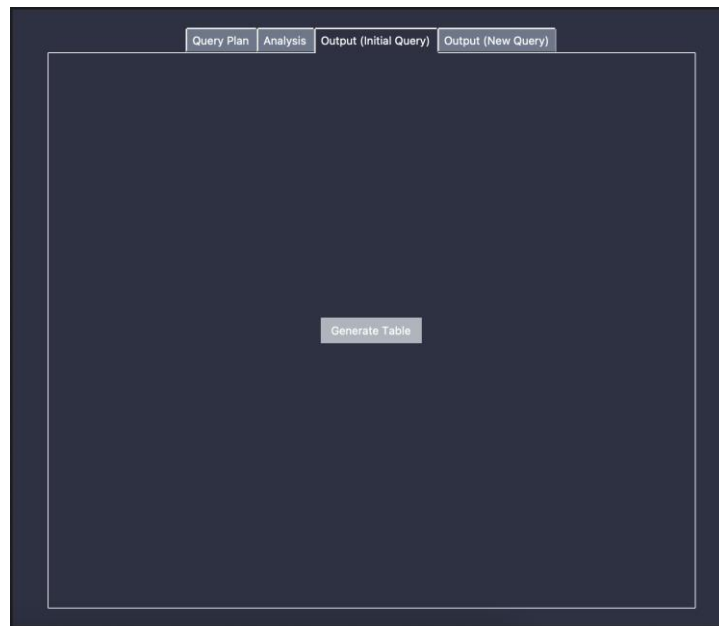 Query Plan Analysis Output (Initial Query) Output (New Query)
Generate Table